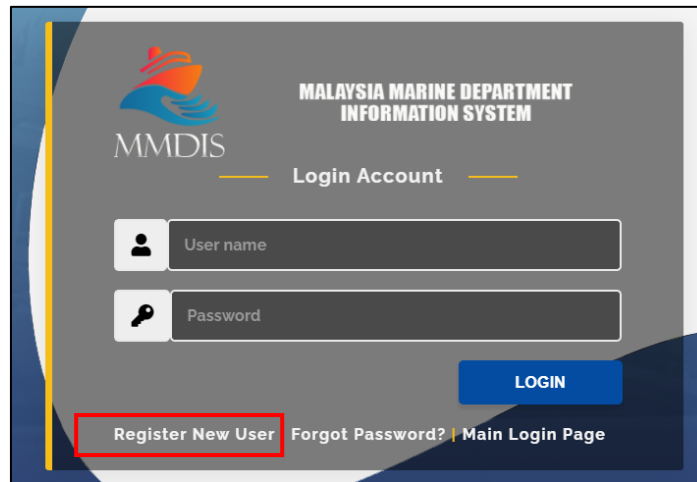 MALAYSIA MARINE DEPARTMENT
INFORMATION SYSTEM
MMDIS
Login Account
User name
Password
LOGIN
Register New User Forgot Password? | Main Login Page